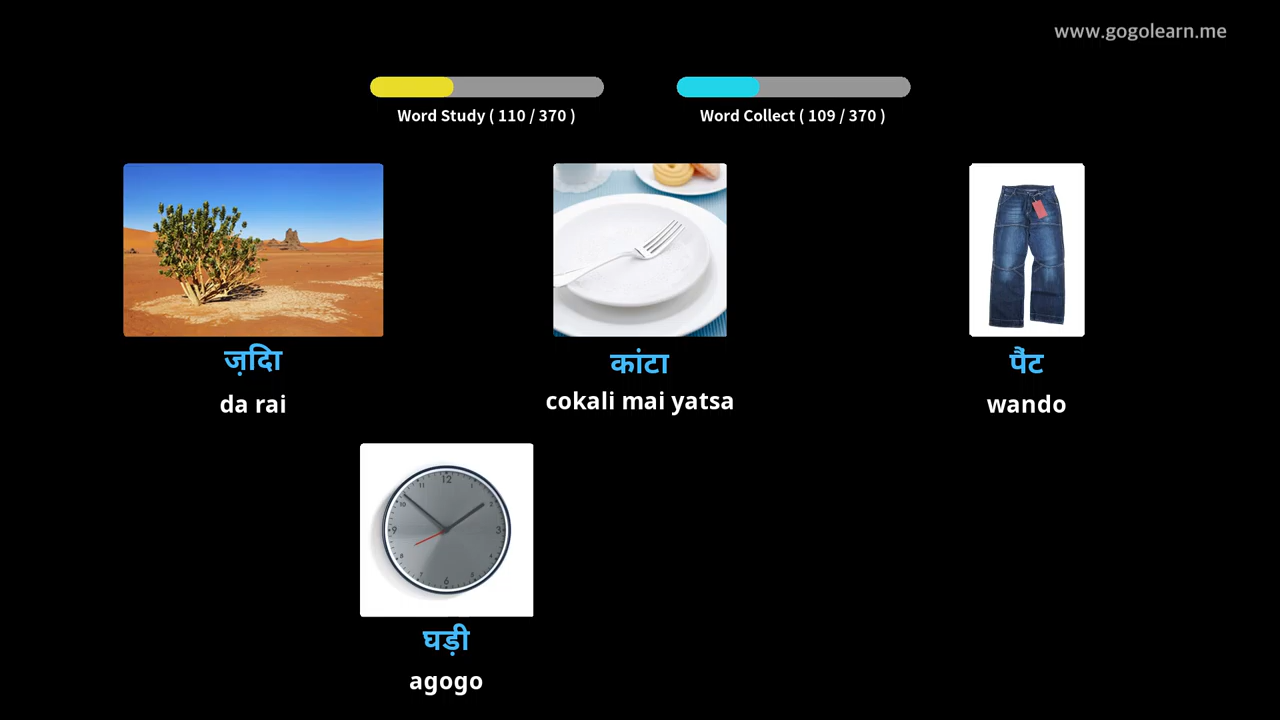 www.gogolearn.me
Word Study ( 110 / 370 )
Word Collect ( 109 / 370 )
ज़िदा
da rai
कांटा
cokali mai yatsa
पैंट
wando
घड़ी
agogo